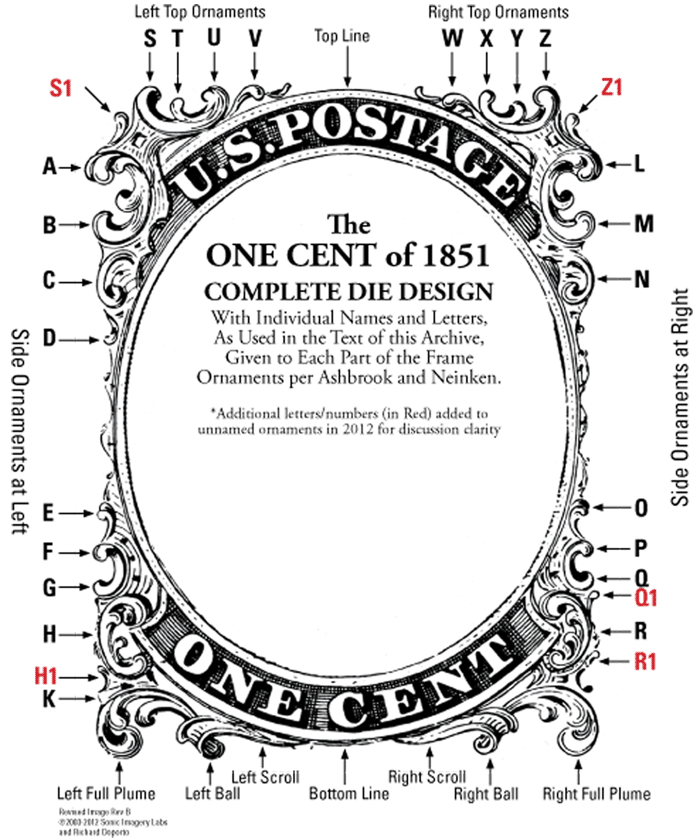 Left Top Ornaments
Right Top Ornaments
S T U V
Top Line
W X Y Z
S1
Z1
U.S. POSTAGE
A
L
B
M
C
N
D
The
ONE CENT of 1851
COMPLETE DIE DESIGN
With Individual Names and Letters,
As Used in the Text of this Archive,
Given to Each Part of the Frame
Ornaments per Ashbrook and Neinken.
*Additional letters/numbers (in Red) added to
unnamed ornaments in 2012 for discussion clarity
Side Ornaments at Left
Side Ornaments at Right
E
O
F
P
G
Q
Q1
H
R
H1
R1
K
ONE CENT
Left Full Plume
Left Ball
Left Scroll
Bottom Line
Right Scroll
Right Ball
Right Full Plume
Revised Image Rev B
©2003-2012 Sonic Imagery Labs
and Richard Doporto